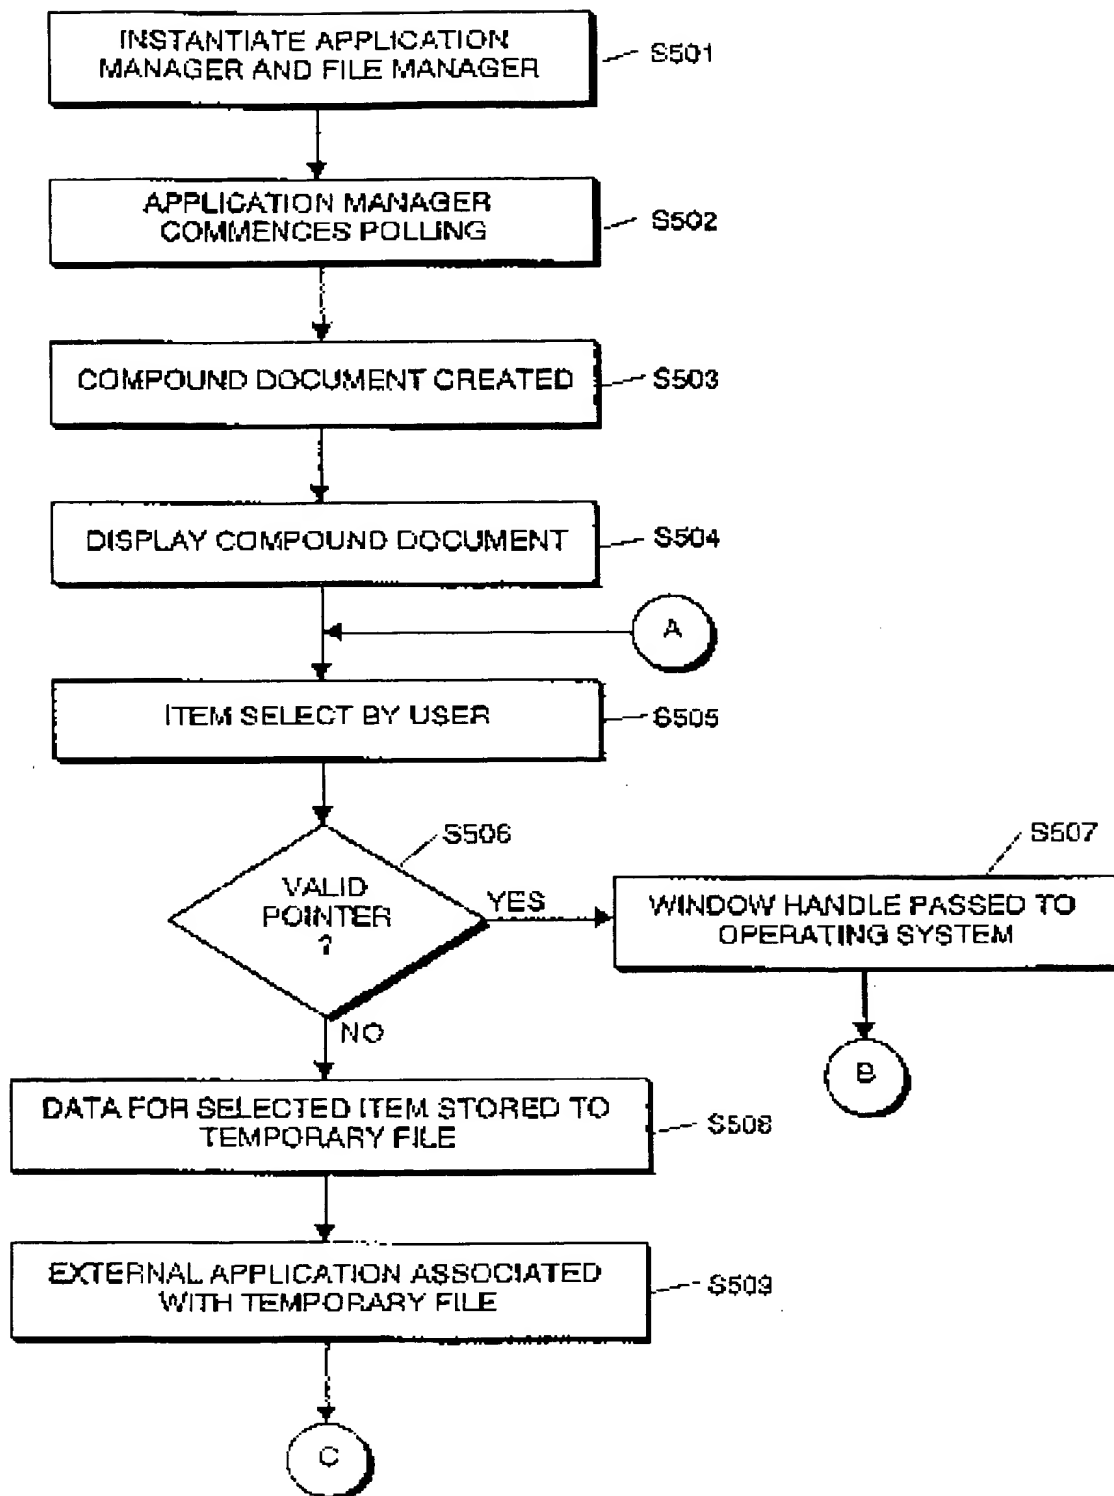 INSTANTIATE APPLICATION
MANAGER AND FILE MANAGER
S501
APPLICATION MANAGER
COMMENCES POLLING
S502
COMPOUND DOCUMENT CREATED
S503
DISPLAY COMPOUND DOCUMENT
S504
A
ITEM SELECT BY USER
S505
S506
VALID
POINTER
?
YES
S507
WINDOW HANDLE PASSED TO
OPERATING SYSTEM
NO
B
DATA FOR SELECTED ITEM STORED TO
TEMPORARY FILE
S508
EXTERNAL APPLICATION ASSOCIATED
WITH TEMPORARY FILE
S509
C